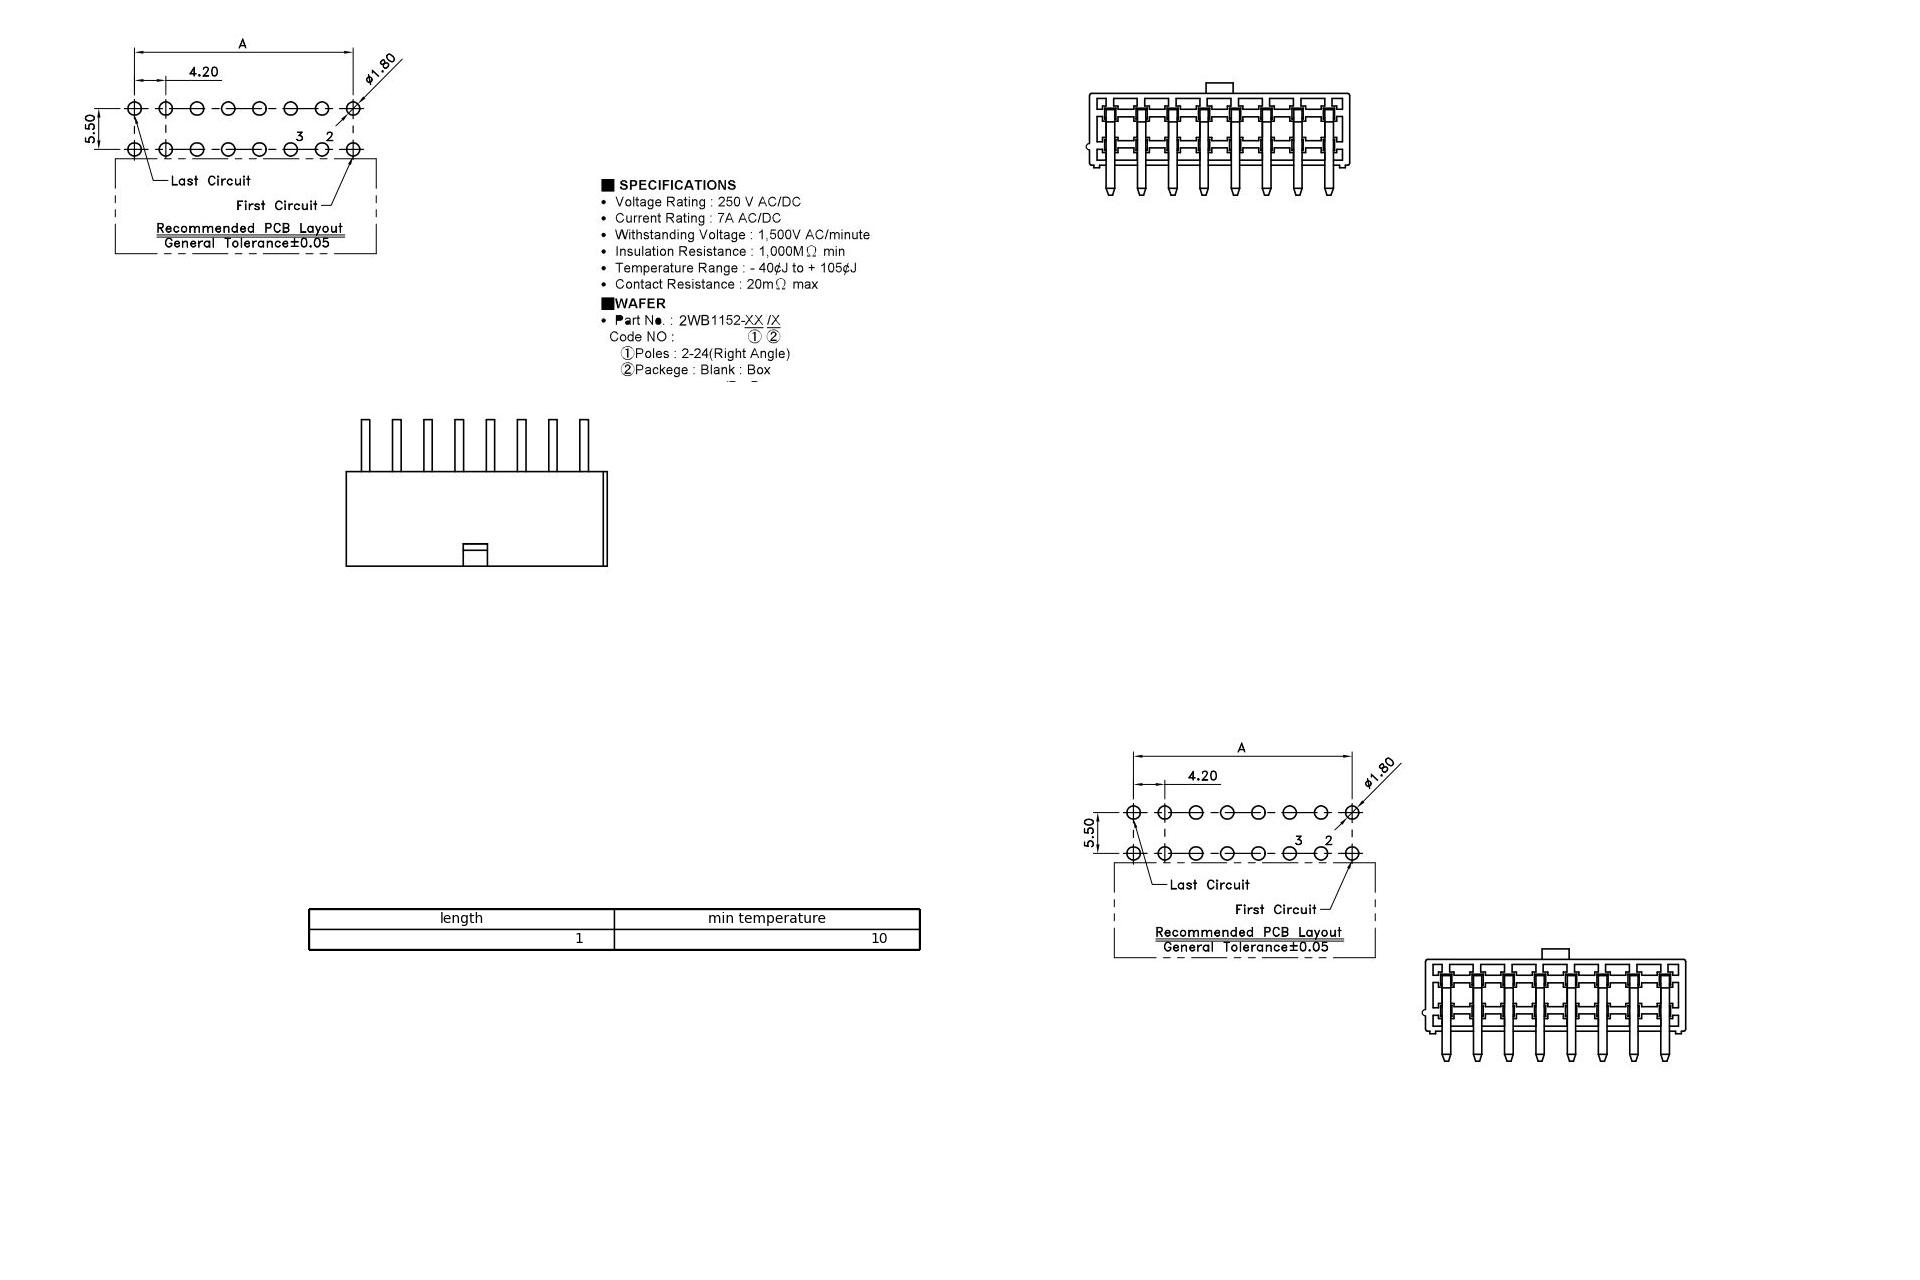 A
4.20
ø1.80
5.50
3 2
Last Circuit
First Circuit
Recommended PCB Layout
General Tolerance±0.05
■ SPECIFICATIONS
• Voltage Rating : 250 V AC/DC
• Current Rating : 7A AC/DC
• Withstanding Voltage : 1,500V AC/minute
• Insulation Resistance : 1,000MΩ min
• Temperature Range : - 40¢J to + 105¢J
• Contact Resistance : 20mΩ max
■WAFER
• Part No. : 2WB1152-XX /X
Code NO : ① ②
①Poles : 2-24(Right Angle)
②Packege : Blank : Box
length min temperature
1 10
A
4.20
ø1.80
5.50
3 2
Last Circuit
First Circuit
Recommended PCB Layout
General Tolerance±0.05